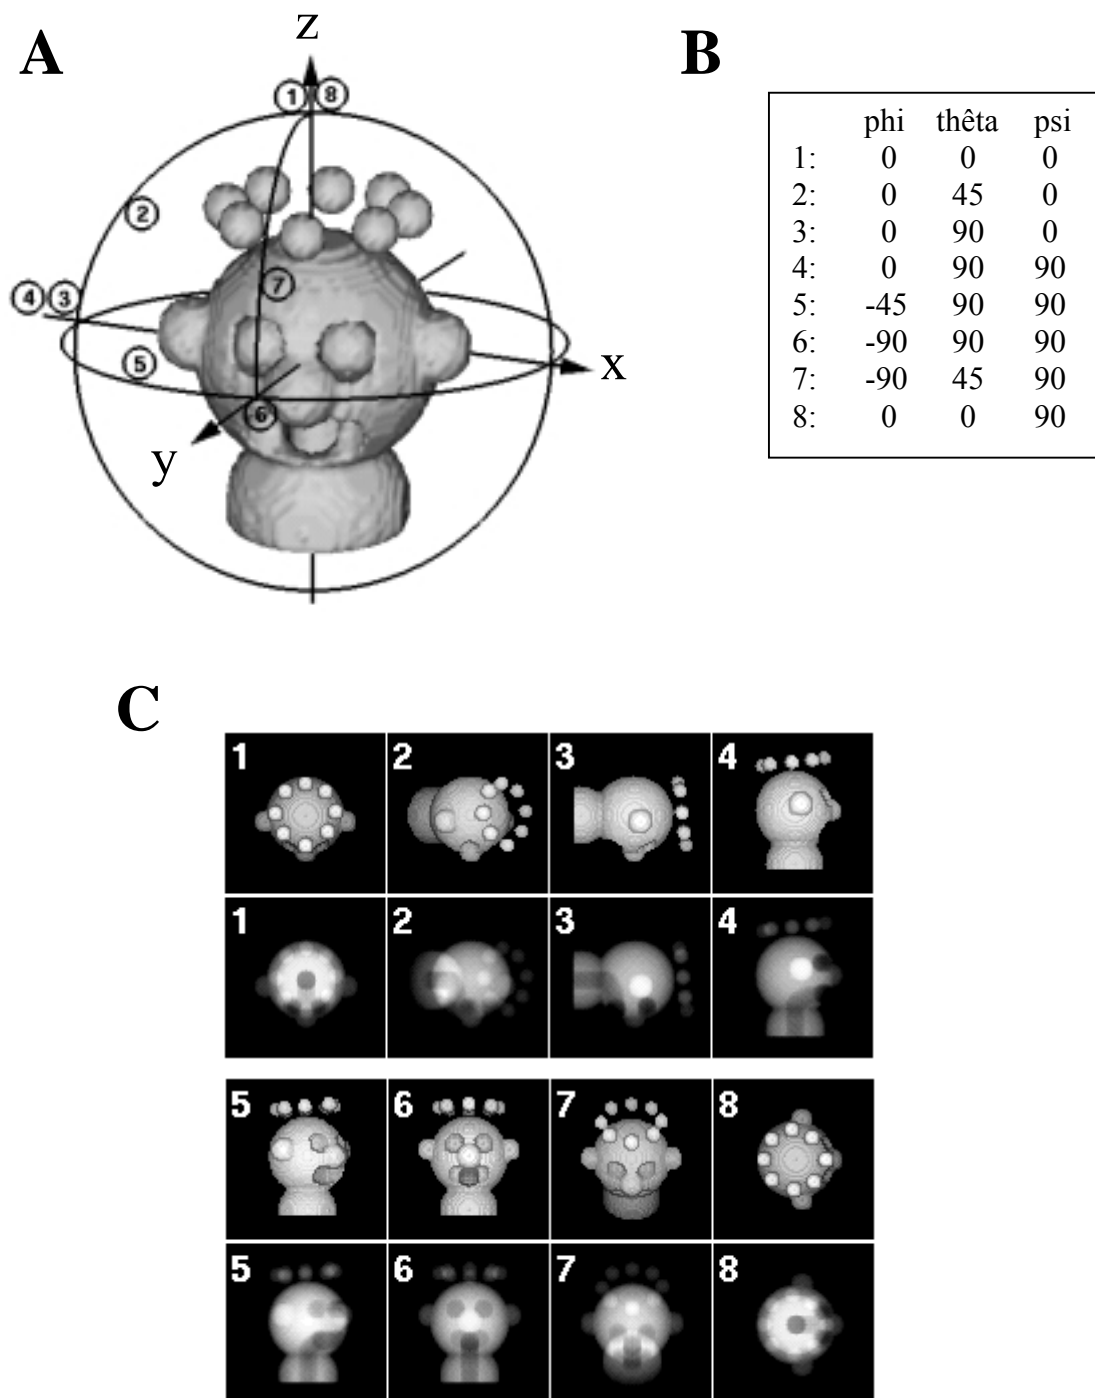 A
z
B
1 8
phi thêta psi
1: 0 0 0
2: 0 45 0
3: 0 90 0
4: 0 90 90
5: -45 90 90
6: -90 90 90
7: -90 45 90
8: 0 0 90
2
7
4 3
5
x
6
y
C
1 2 3 4
1 2 3 4
5 6 7 8
5 6 7 8